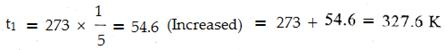 t₁ = 273 × 1/5 = 54.6 (Increased) = 273 + 54.6 = 327.6 K